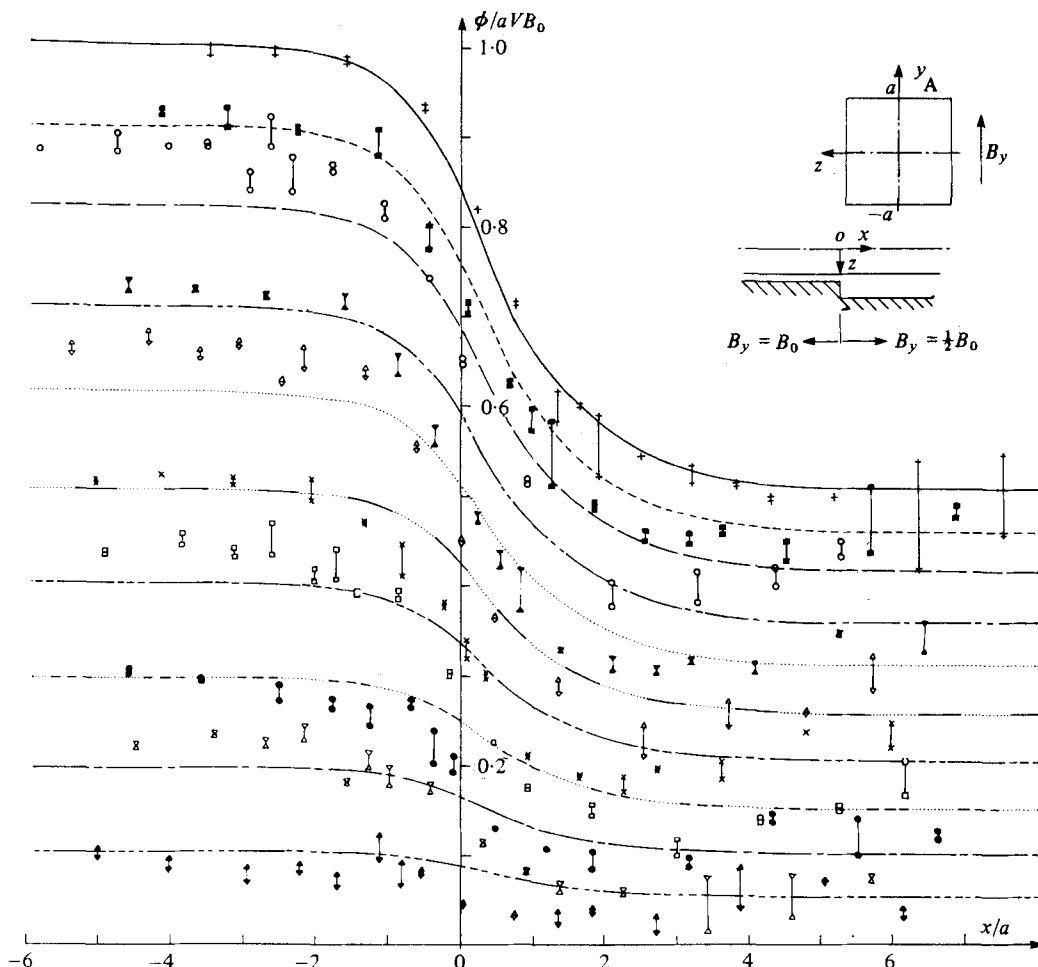 ϕ/aVB₀
1·0
0·8
0·6
0·2
y
A
a
z
−a
B_y
o
x
z
B_y = B₀
B_y = ½B₀
x/a
−6
−4
−2
0
2
4
6